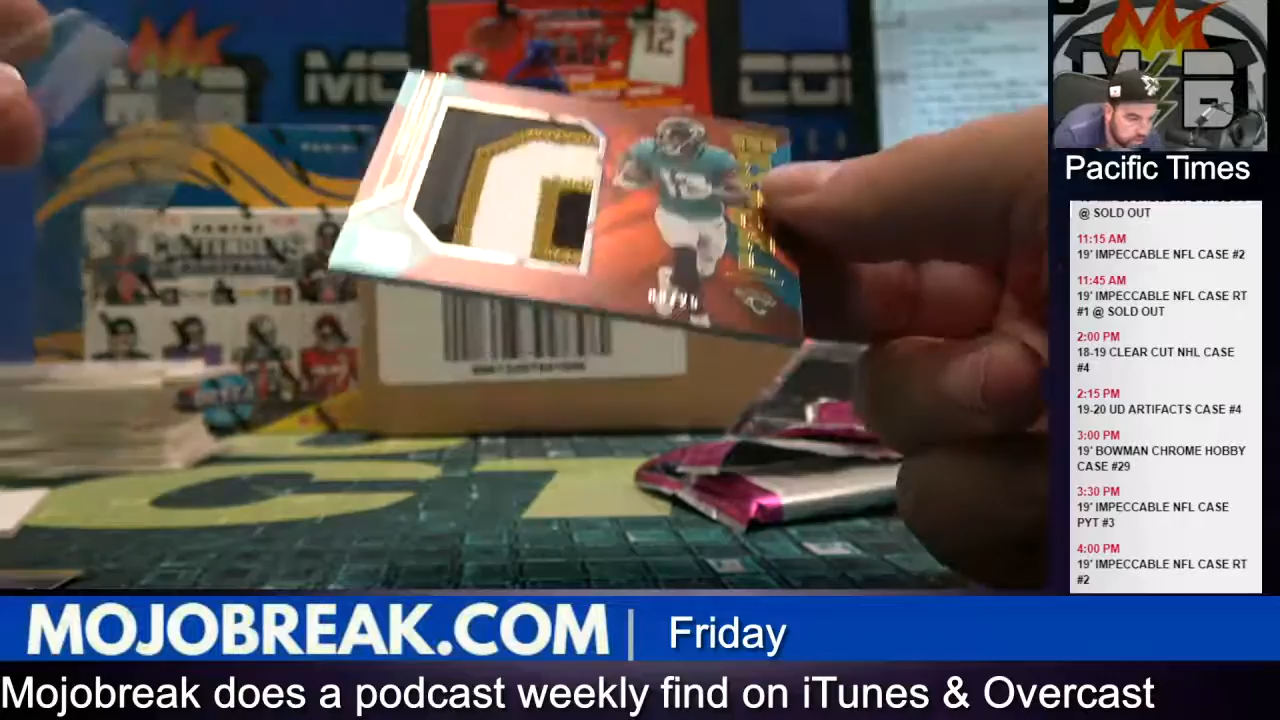 12
PANINI
CONTENDERS
12
Pacific Times
@ SOLD OUT
11:15 AM
19' IMPECCABLE NFL CASE #2
11:45 AM
19' IMPECCABLE NFL CASE RT
#1 @ SOLD OUT
2:00 PM
18-19 CLEAR CUT NHL CASE
#4
2:15 PM
19-20 UD ARTIFACTS CASE #4
3:00 PM
19' BOWMAN CHROME HOBBY
CASE #29
3:30 PM
19' IMPECCABLE NFL CASE
PYT #3
4:00 PM
19' IMPECCABLE NFL CASE RT
#2
MOJOBREAK.COM | Friday
Mojobreak does a podcast weekly find on iTunes & Overcast